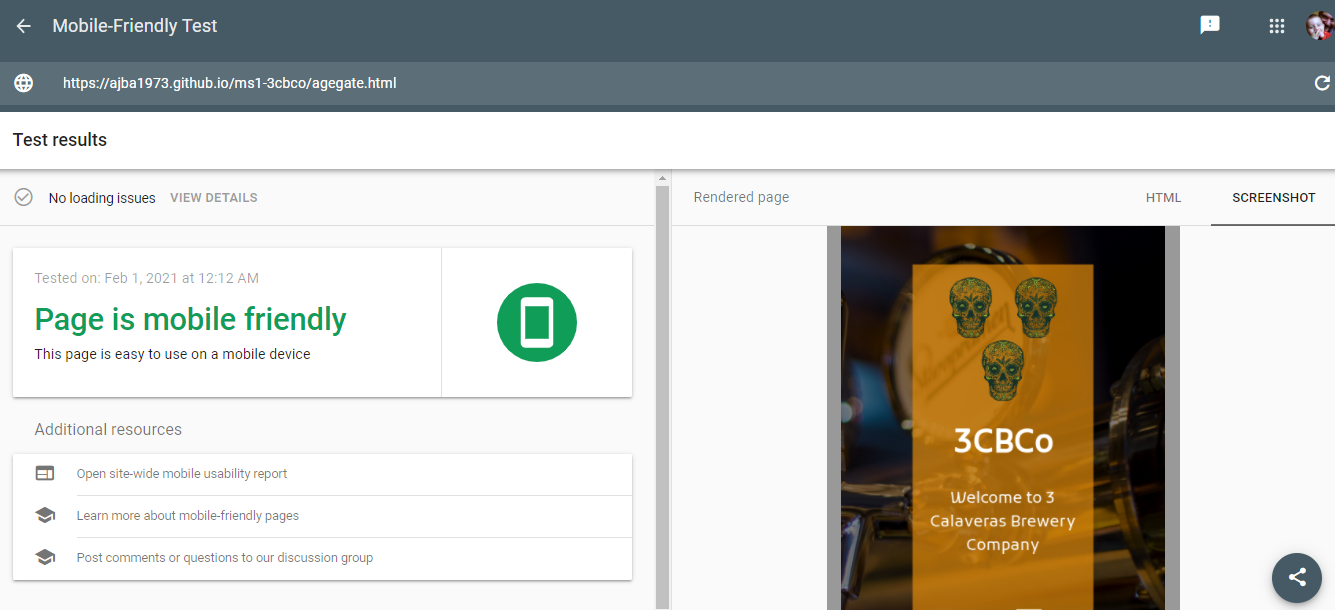 Mobile-Friendly Test
https://ajba1973.github.io/ms1-3cbco/agegate.html
Test results
No loading issues VIEW DETAILS
Tested on: Feb 1, 2021 at 12:12 AM
Page is mobile friendly
This page is easy to use on a mobile device
Additional resources
Open site-wide mobile usability report
Learn more about mobile-friendly pages
Post comments or questions to our discussion group
Rendered page HTML SCREENSHOT
3CBCo
Welcome to 3
Calaveras Brewery
Company